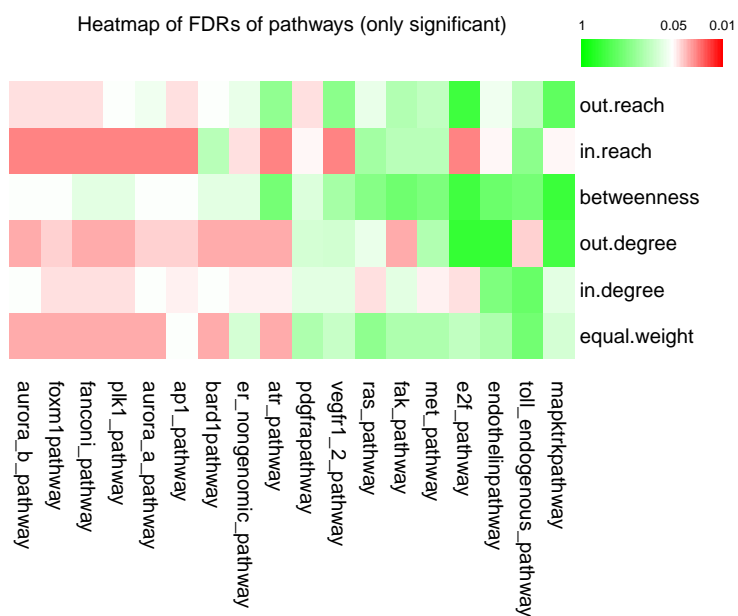 Heatmap of FDRs of pathways (only significant)
1 0.05 0.01
out.reach
in.reach
betweenness
out.degree
in.degree
equal.weight
aurora_b_pathway
foxm1pathway
fanconi_pathway
plk1_pathway
aurora_a_pathway
ap1_pathway
bard1pathway
er_nongenomic_pathway
atr_pathway
pdgfrapathway
vegfr1_2_pathway
ras_pathway
fak_pathway
met_pathway
e2f_pathway
endothelinpathway
toll_endogenous_pathway
mapktrkpathway